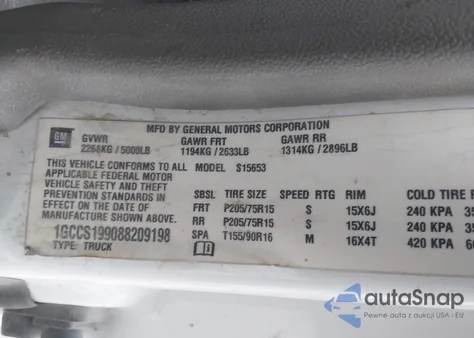 MFD BY GENERAL MOTORS CORPORATION
GM GVWR GAWR FRT GAWR RR
2268KG / 5000LB 1194KG / 2633LB 1314KG / 2896LB
THIS VEHICLE CONFORMS TO ALL MODEL S15653
APPLICABLE FEDERAL MOTOR
VEHICLE SAFETY AND THEFT SBSL TIRE SIZE SPEED RTG RIM COLD TIRE
PREVENTION STANDARDS FRT P205/75R15 S 15X6J 240 KPA
IN EFFECT ON THE DATE OF RR P205/75R15 S 15X6J 240 KPA
MANUFACTURE SHOWN ABOVE. SPA T155/90R16 M 16X4T 420 KPA
1GCCS199088209198
TYPE: TRUCK
autoSnap
Pewne auta z aukcji USA i EU